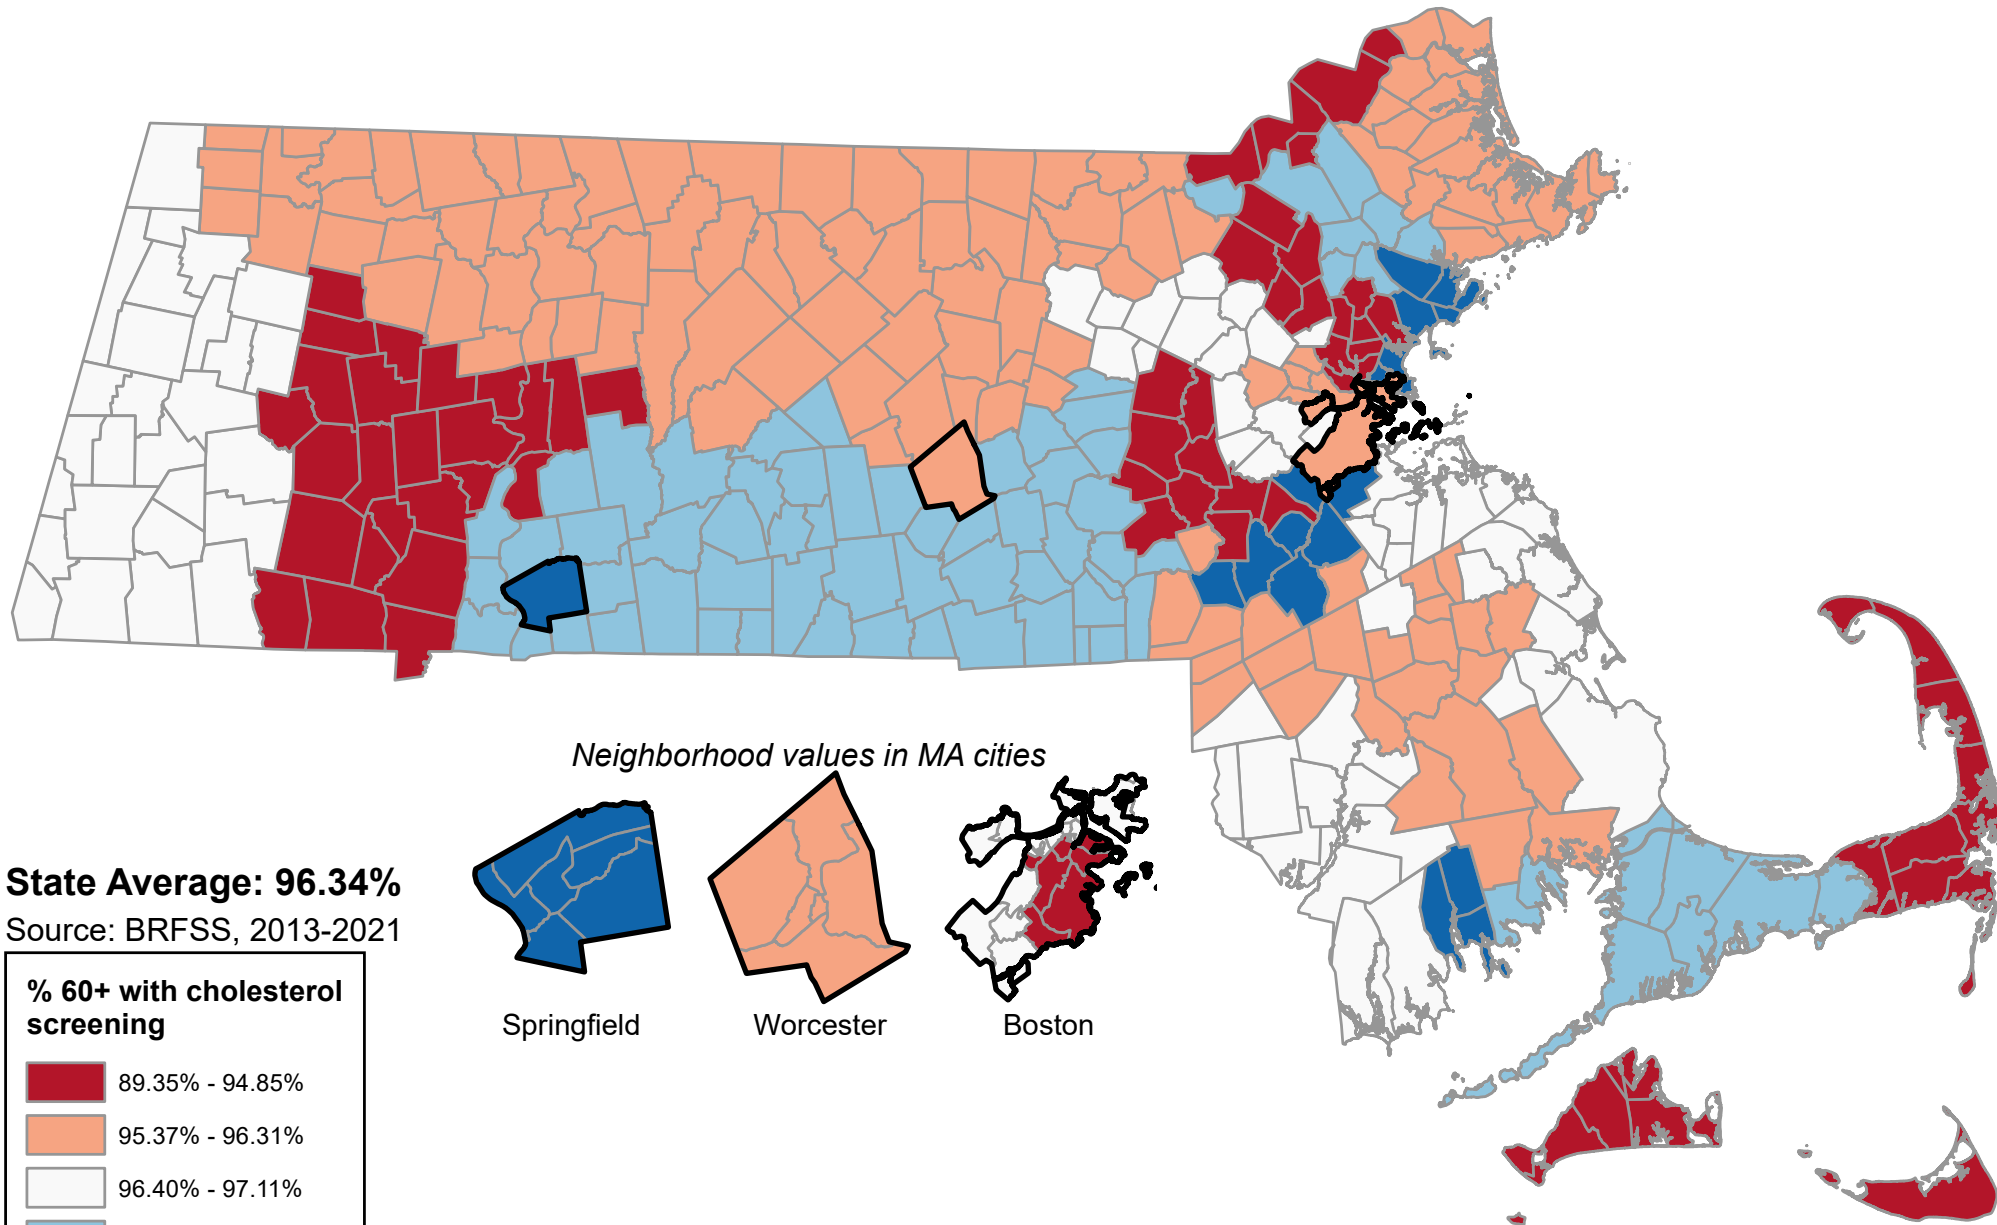 Neighborhood values in MA cities
State Average: 96.34%
Source: BRFSS, 2013-2021
% 60+ with cholesterol
screening
89.35% - 94.85%
95.37% - 96.31%
96.40% - 97.11%
Springfield
Worcester
Boston